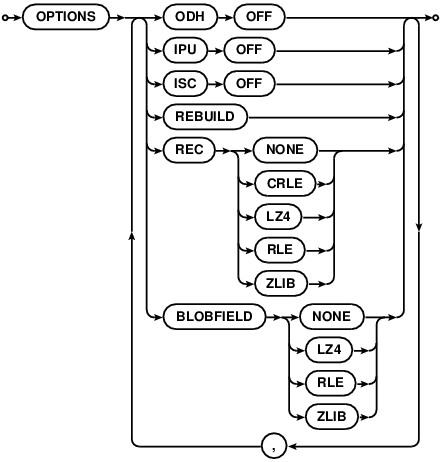 OPTIONS ODH OFF
IPU OFF
ISC OFF
REBUILD
REC NONE
CRLE
LZ4
RLE
ZLIB
BLOBFIELD NONE
LZ4
RLE
ZLIB
,